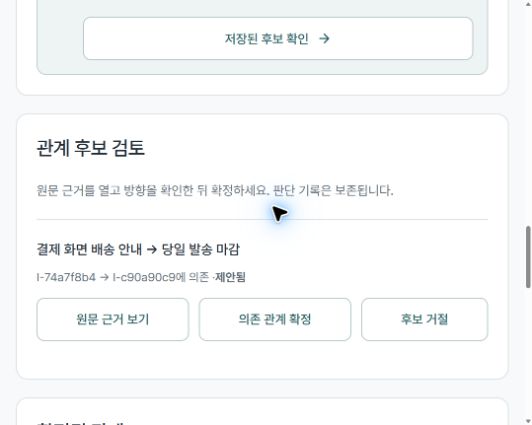 저장된 후보 확인 →
관계 후보 검토
원문 근거를 열고 방향을 확인한 뒤 확정하세요. 판단 기록은 보존됩니다.
결제 화면 배송 안내 → 당일 발송 마감
I-74a7f8b4 → I-c90a90c9에 의존 ·제안됨
원문 근거 보기
의존 관계 확정
후보 거절